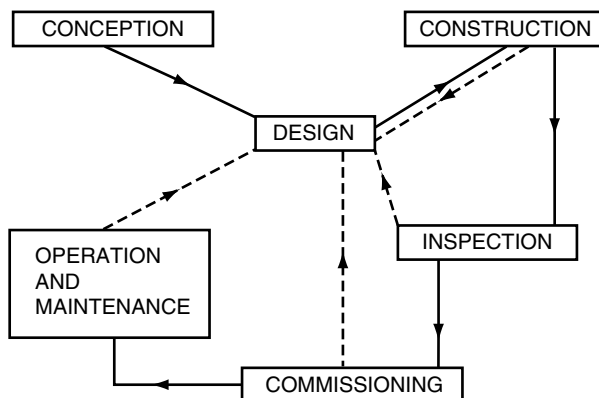 CONCEPTION
CONSTRUCTION
DESIGN
OPERATION
AND
MAINTENANCE
INSPECTION
COMMISSIONING